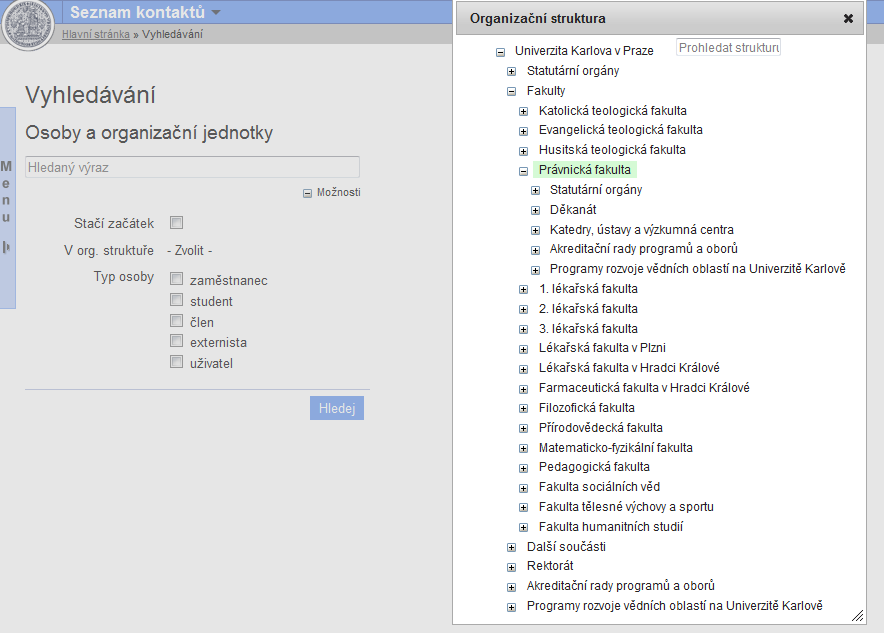 Seznam kontaktů
Hlavní stránka » Vyhledávání
Menu
Vyhledávání
Osoby a organizační jednotky
Hledaný výraz
Možnosti
Stačí začátek
V org. struktuře - Zvolit -
Typ osoby
zaměstnanec
student
člen
externista
uživatel
Hledej
Organizační struktura
Prohledat strukturu
Univerzita Karlova v Praze
Statutární orgány
Fakulty
Katolická teologická fakulta
Evangelická teologická fakulta
Husitská teologická fakulta
Právnická fakulta
Statutární orgány
Děkanát
Katedry, ústavy a výzkumná centra
Akreditační rady programů a oborů
Programy rozvoje vědních oblastí na Univerzitě Karlově
1. lékařská fakulta
2. lékařská fakulta
3. lékařská fakulta
Lékařská fakulta v Plzni
Lékařská fakulta v Hradci Králové
Farmaceutická fakulta v Hradci Králové
Filozofická fakulta
Přírodovědecká fakulta
Matematicko-fyzikální fakulta
Pedagogická fakulta
Fakulta sociálních věd
Fakulta tělesné výchovy a sportu
Fakulta humanitních studií
Další součásti
Rektorát
Akreditační rady programů a oborů
Programy rozvoje vědních oblastí na Univerzitě Karlově